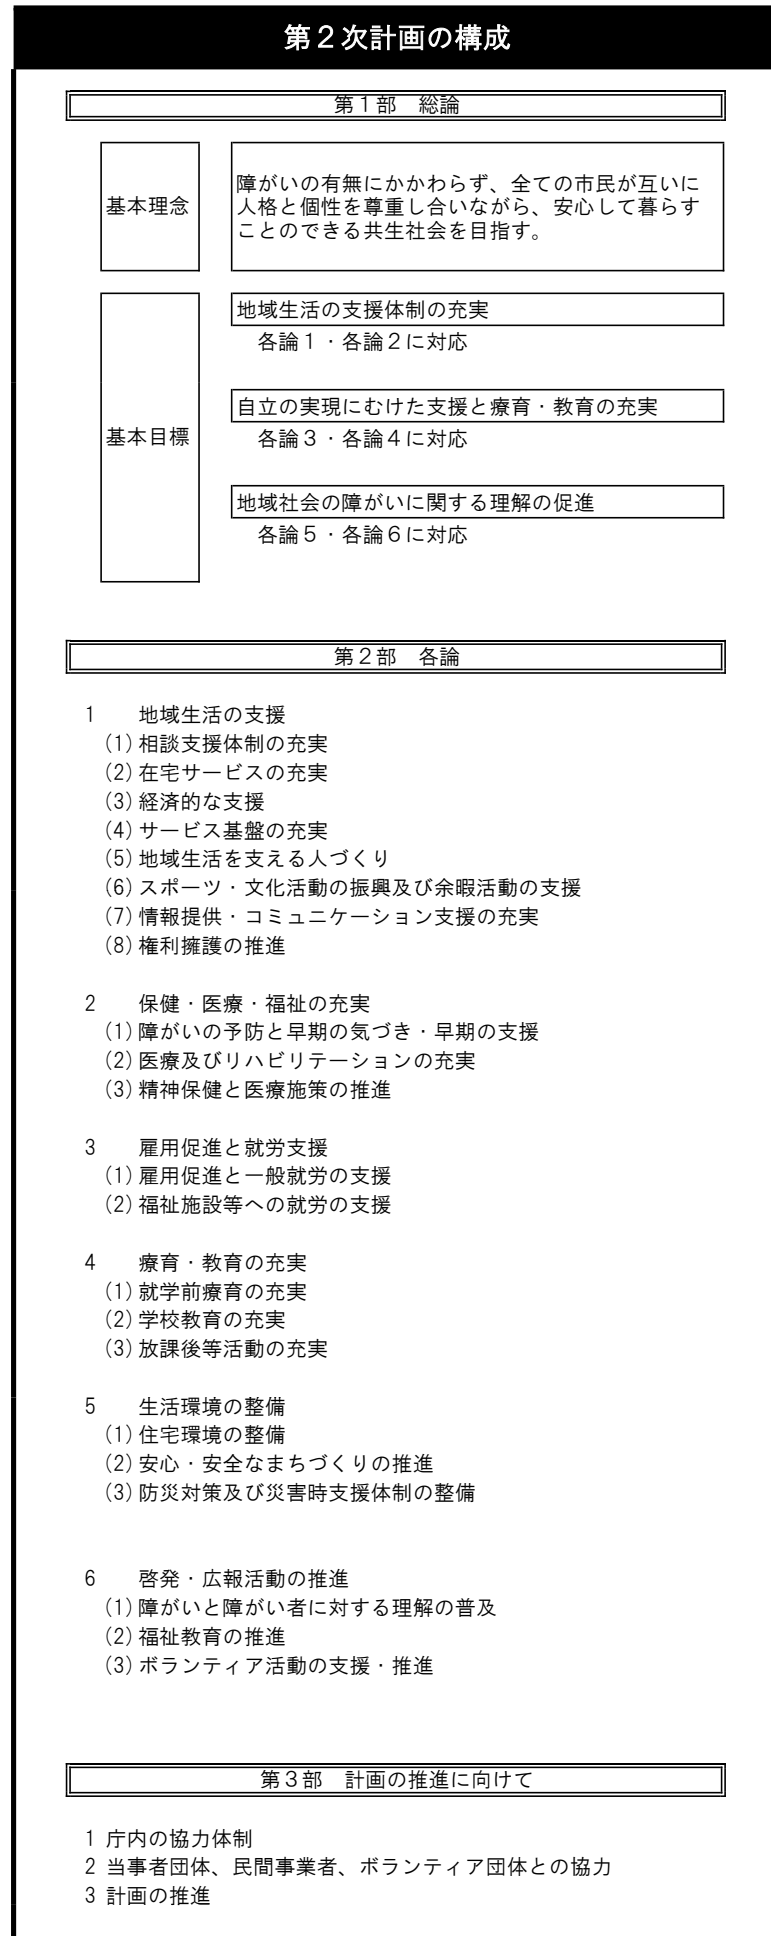 第２次計画の構成
第１部　総論
基本理念
障がいの有無にかかわらず、全ての市民が互いに
人格と個性を尊重し合いながら、安心して暮らす
ことのできる共生社会を目指す。
基本目標
地域生活の支援体制の充実
各論１・各論２に対応
自立の実現にむけた支援と療育・教育の充実
各論３・各論４に対応
地域社会の障がいに関する理解の促進
各論５・各論６に対応
第２部　各論
1　地域生活の支援
(1)相談支援体制の充実
(2)在宅サービスの充実
(3)経済的な支援
(4)サービス基盤の充実
(5)地域生活を支える人づくり
(6)スポーツ・文化活動の振興及び余暇活動の支援
(7)情報提供・コミュニケーション支援の充実
(8)権利擁護の推進
2　保健・医療・福祉の充実
(1)障がいの予防と早期の気づき・早期の支援
(2)医療及びリハビリテーションの充実
(3)精神保健と医療施策の推進
3　雇用促進と就労支援
(1)雇用促進と一般就労の支援
(2)福祉施設等への就労の支援
4　療育・教育の充実
(1)就学前療育の充実
(2)学校教育の充実
(3)放課後等活動の充実
5　生活環境の整備
(1)住宅環境の整備
(2)安心・安全なまちづくりの推進
(3)防災対策及び災害時支援体制の整備
6　啓発・広報活動の推進
(1)障がいと障がい者に対する理解の普及
(2)福祉教育の推進
(3)ボランティア活動の支援・推進
第３部　計画の推進に向けて
1 庁内の協力体制
2 当事者団体、民間事業者、ボランティア団体との協力
3 計画の推進